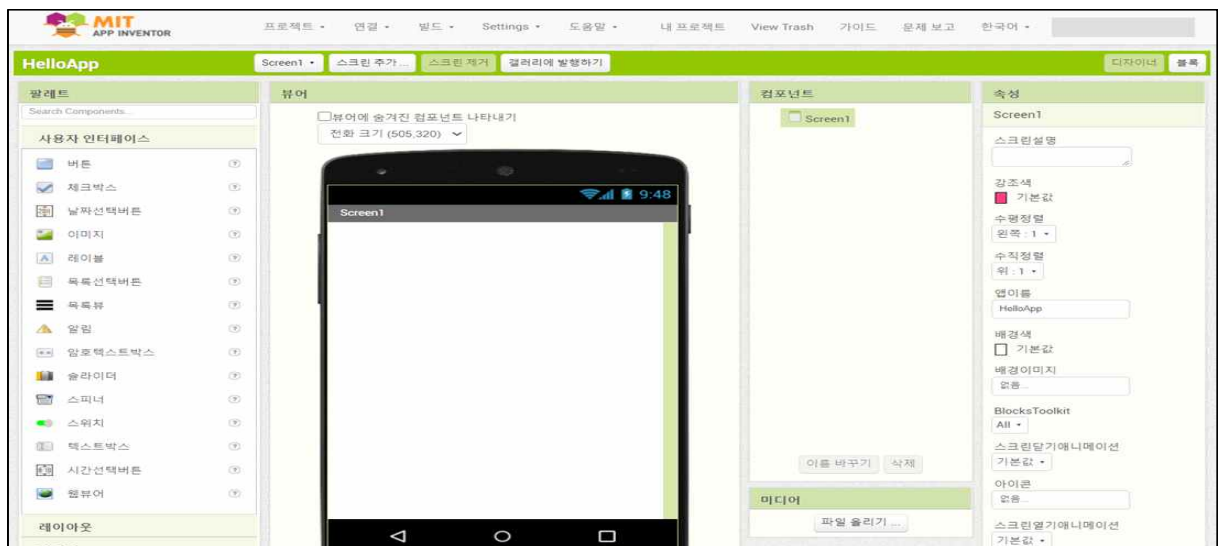 MIT
APP INVENTOR
프로젝트 연결 빌드 Settings 도움말 내 프로젝트 View Trash 가이드 문제 보고 한국어
HelloApp Screen1 스크린 추가 ... 스크린 제거 갤러리에 발행하기 디자이너 블록
팔레트
Search Components...
사용자 인터페이스
버튼
체크박스
날짜선택버튼
이미지
레이블
목록선택버튼
목록뷰
알림
암호텍스트박스
슬라이더
스피너
스위치
텍스트박스
시간선택버튼
웹뷰어
레이아웃
뷰어
뷰어에 숨겨진 컴포넌트 나타내기
전화 크기 (505,320)
9:48
Screen1
컴포넌트
Screen1
이름 바꾸기 삭제
미디어
파일 올리기 ...
속성
Screen1
스크린설명
강조색
기본값
수평정렬
왼쪽 : 1
수직정렬
위 : 1
앱이름
HelloApp
배경색
기본값
배경이미지
없음...
BlocksToolkit
All
스크린닫기애니메이션
기본값
아이콘
없음...
스크린열기애니메이션
기본값